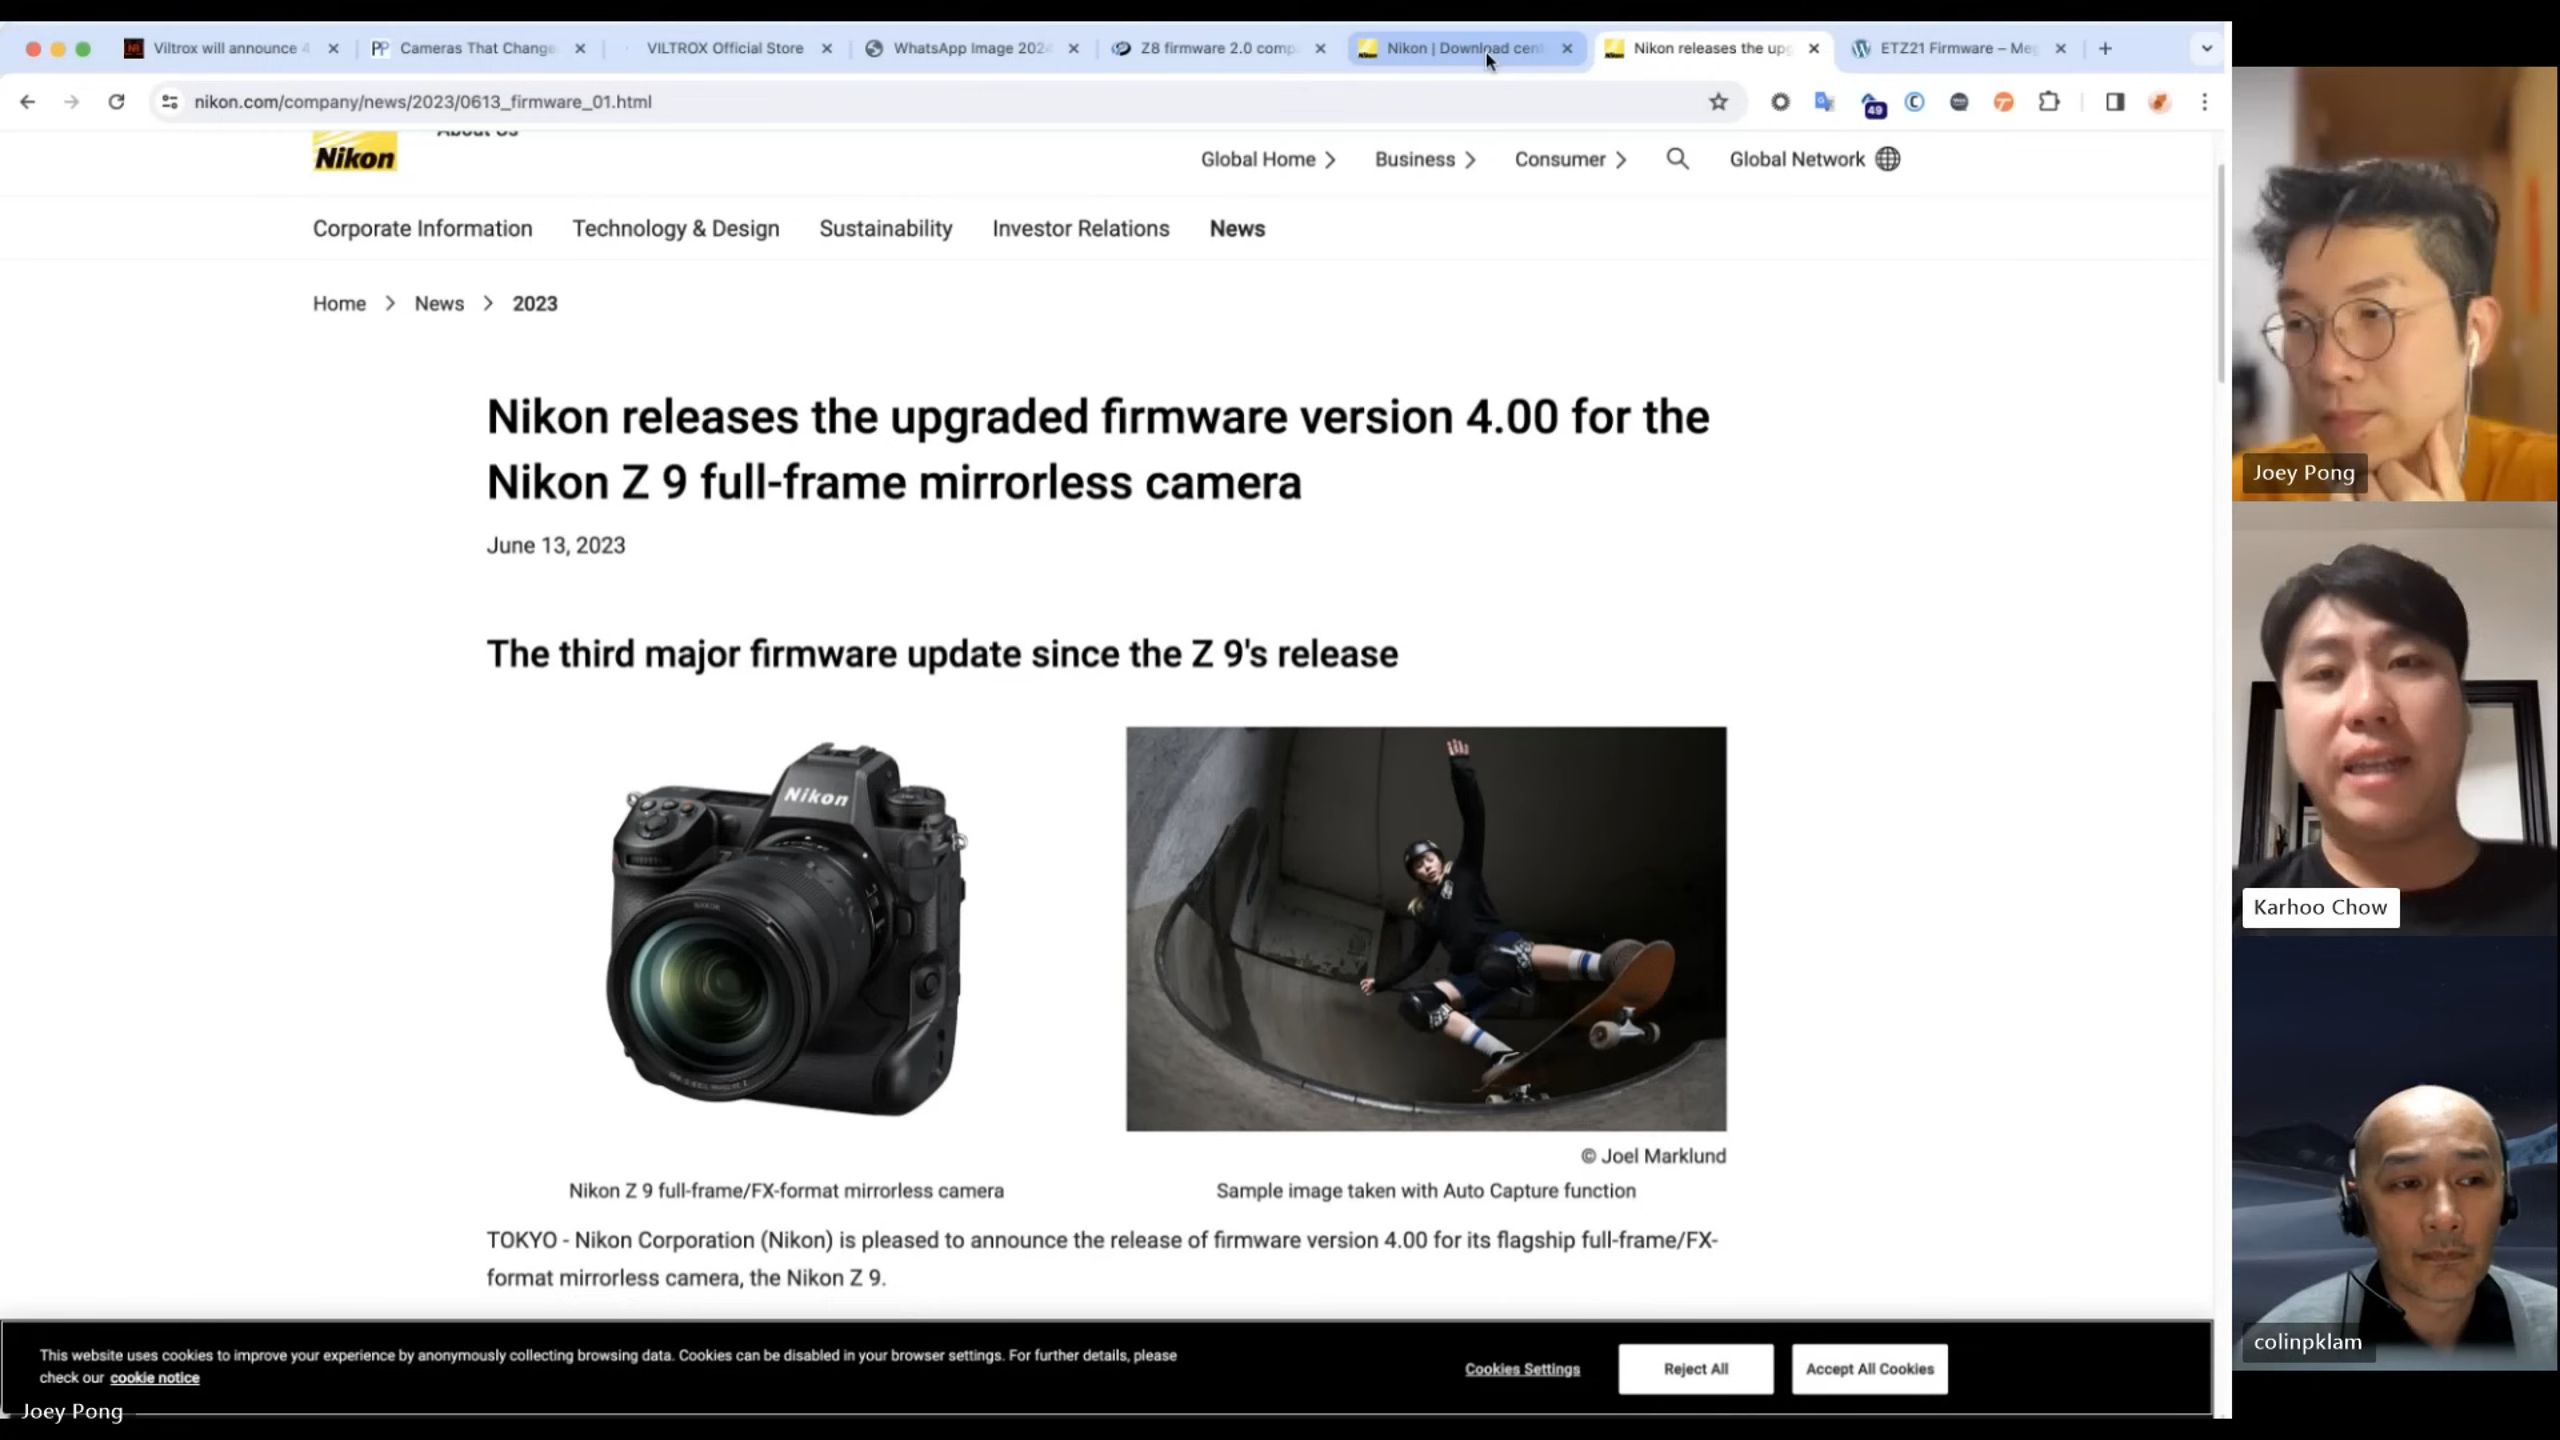 Viltrox will announce 4
Cameras That Change
VILTROX Official Store
WhatsApp Image 2024
Z8 firmware 2.0 comp
Nikon | Download cent
Nikon releases the upg
ETZ21 Firmware – Me
nikon.com/company/news/2023/0613_firmware_01.html
49
Nikon
About Us
Global Home
Business
Consumer
Global Network
Corporate Information
Technology & Design
Sustainability
Investor Relations
News
Home > News > 2023
Nikon releases the upgraded firmware version 4.00 for the
Nikon Z 9 full-frame mirrorless camera
June 13, 2023
The third major firmware update since the Z 9's release
Nikon
© Joel Marklund
Nikon Z 9 full-frame/FX-format mirrorless camera
Sample image taken with Auto Capture function
TOKYO - Nikon Corporation (Nikon) is pleased to announce the release of firmware version 4.00 for its flagship full-frame/FX-
format mirrorless camera, the Nikon Z 9.
This website uses cookies to improve your experience by anonymously collecting browsing data. Cookies can be disabled in your browser settings. For further details, please
check our cookie notice
Cookies Settings
Reject All
Accept All Cookies
Joey Pong
Joey Pong
Karhoo Chow
colinpklam